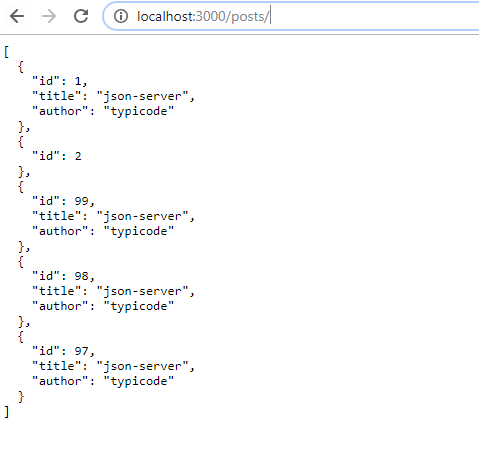 localhost:3000/posts/
[
  {
    "id": 1,
    "title": "json-server",
    "author": "typicode"
  },
  {
    "id": 2
  },
  {
    "id": 99,
    "title": "json-server",
    "author": "typicode"
  },
  {
    "id": 98,
    "title": "json-server",
    "author": "typicode"
  },
  {
    "id": 97,
    "title": "json-server",
    "author": "typicode"
  }
]